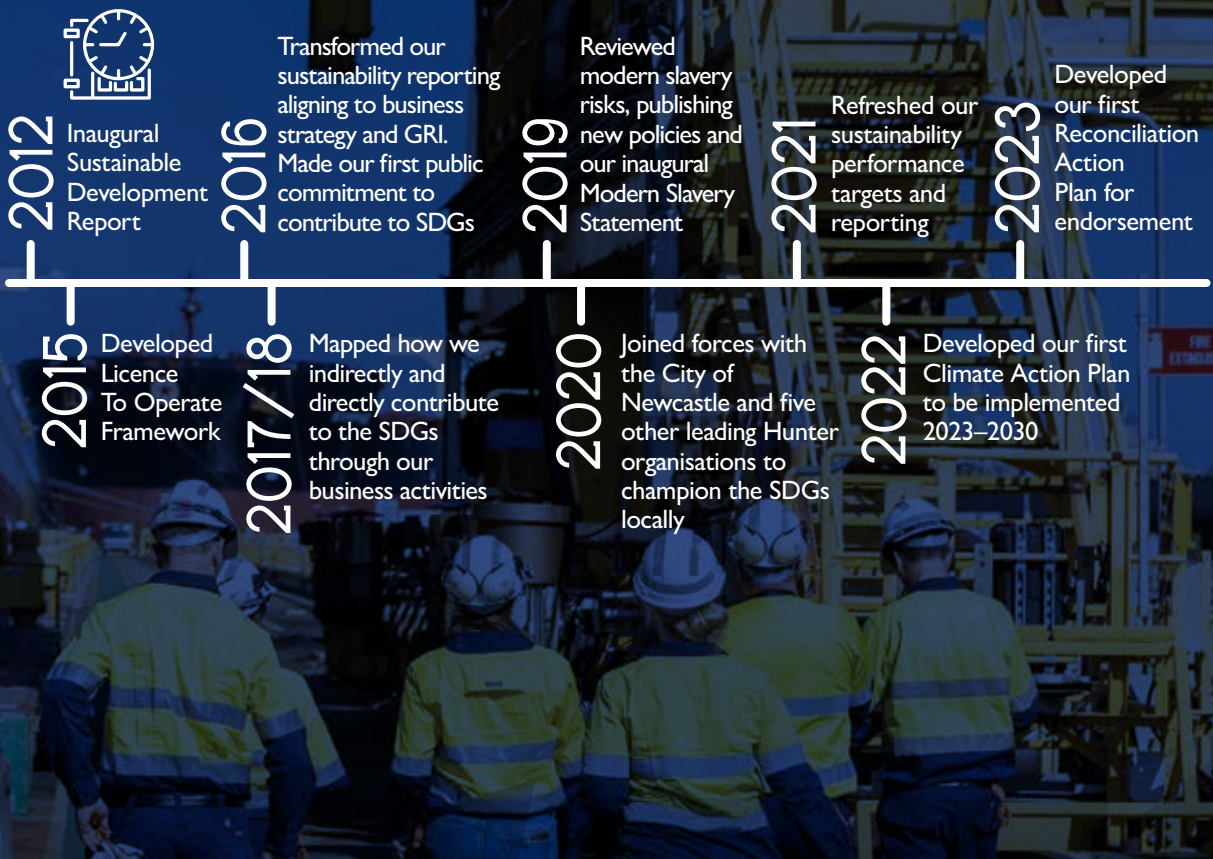 2012
Inaugural
Sustainable
Development
Report
2016
Transformed our
sustainability reporting
aligning to business
strategy and GRI.
Made our first public
commitment to
contribute to SDGs
2019
Reviewed
modern slavery
risks, publishing
new policies and
our inaugural
Modern Slavery
Statement
2021
Refreshed our
sustainability
performance
targets and
reporting
2023
Developed
our first
Reconciliation
Action
Plan for
endorsement
2015
Developed
Licence
To Operate
Framework
2017/18
Mapped how we
indirectly and
directly contribute
to the SDGs
through our
business activities
2020
Joined forces with
the City of
Newcastle and five
other leading Hunter
organisations to
champion the SDGs
locally
2022
Developed our first
Climate Action Plan
to be implemented
2023–2030
FIRE